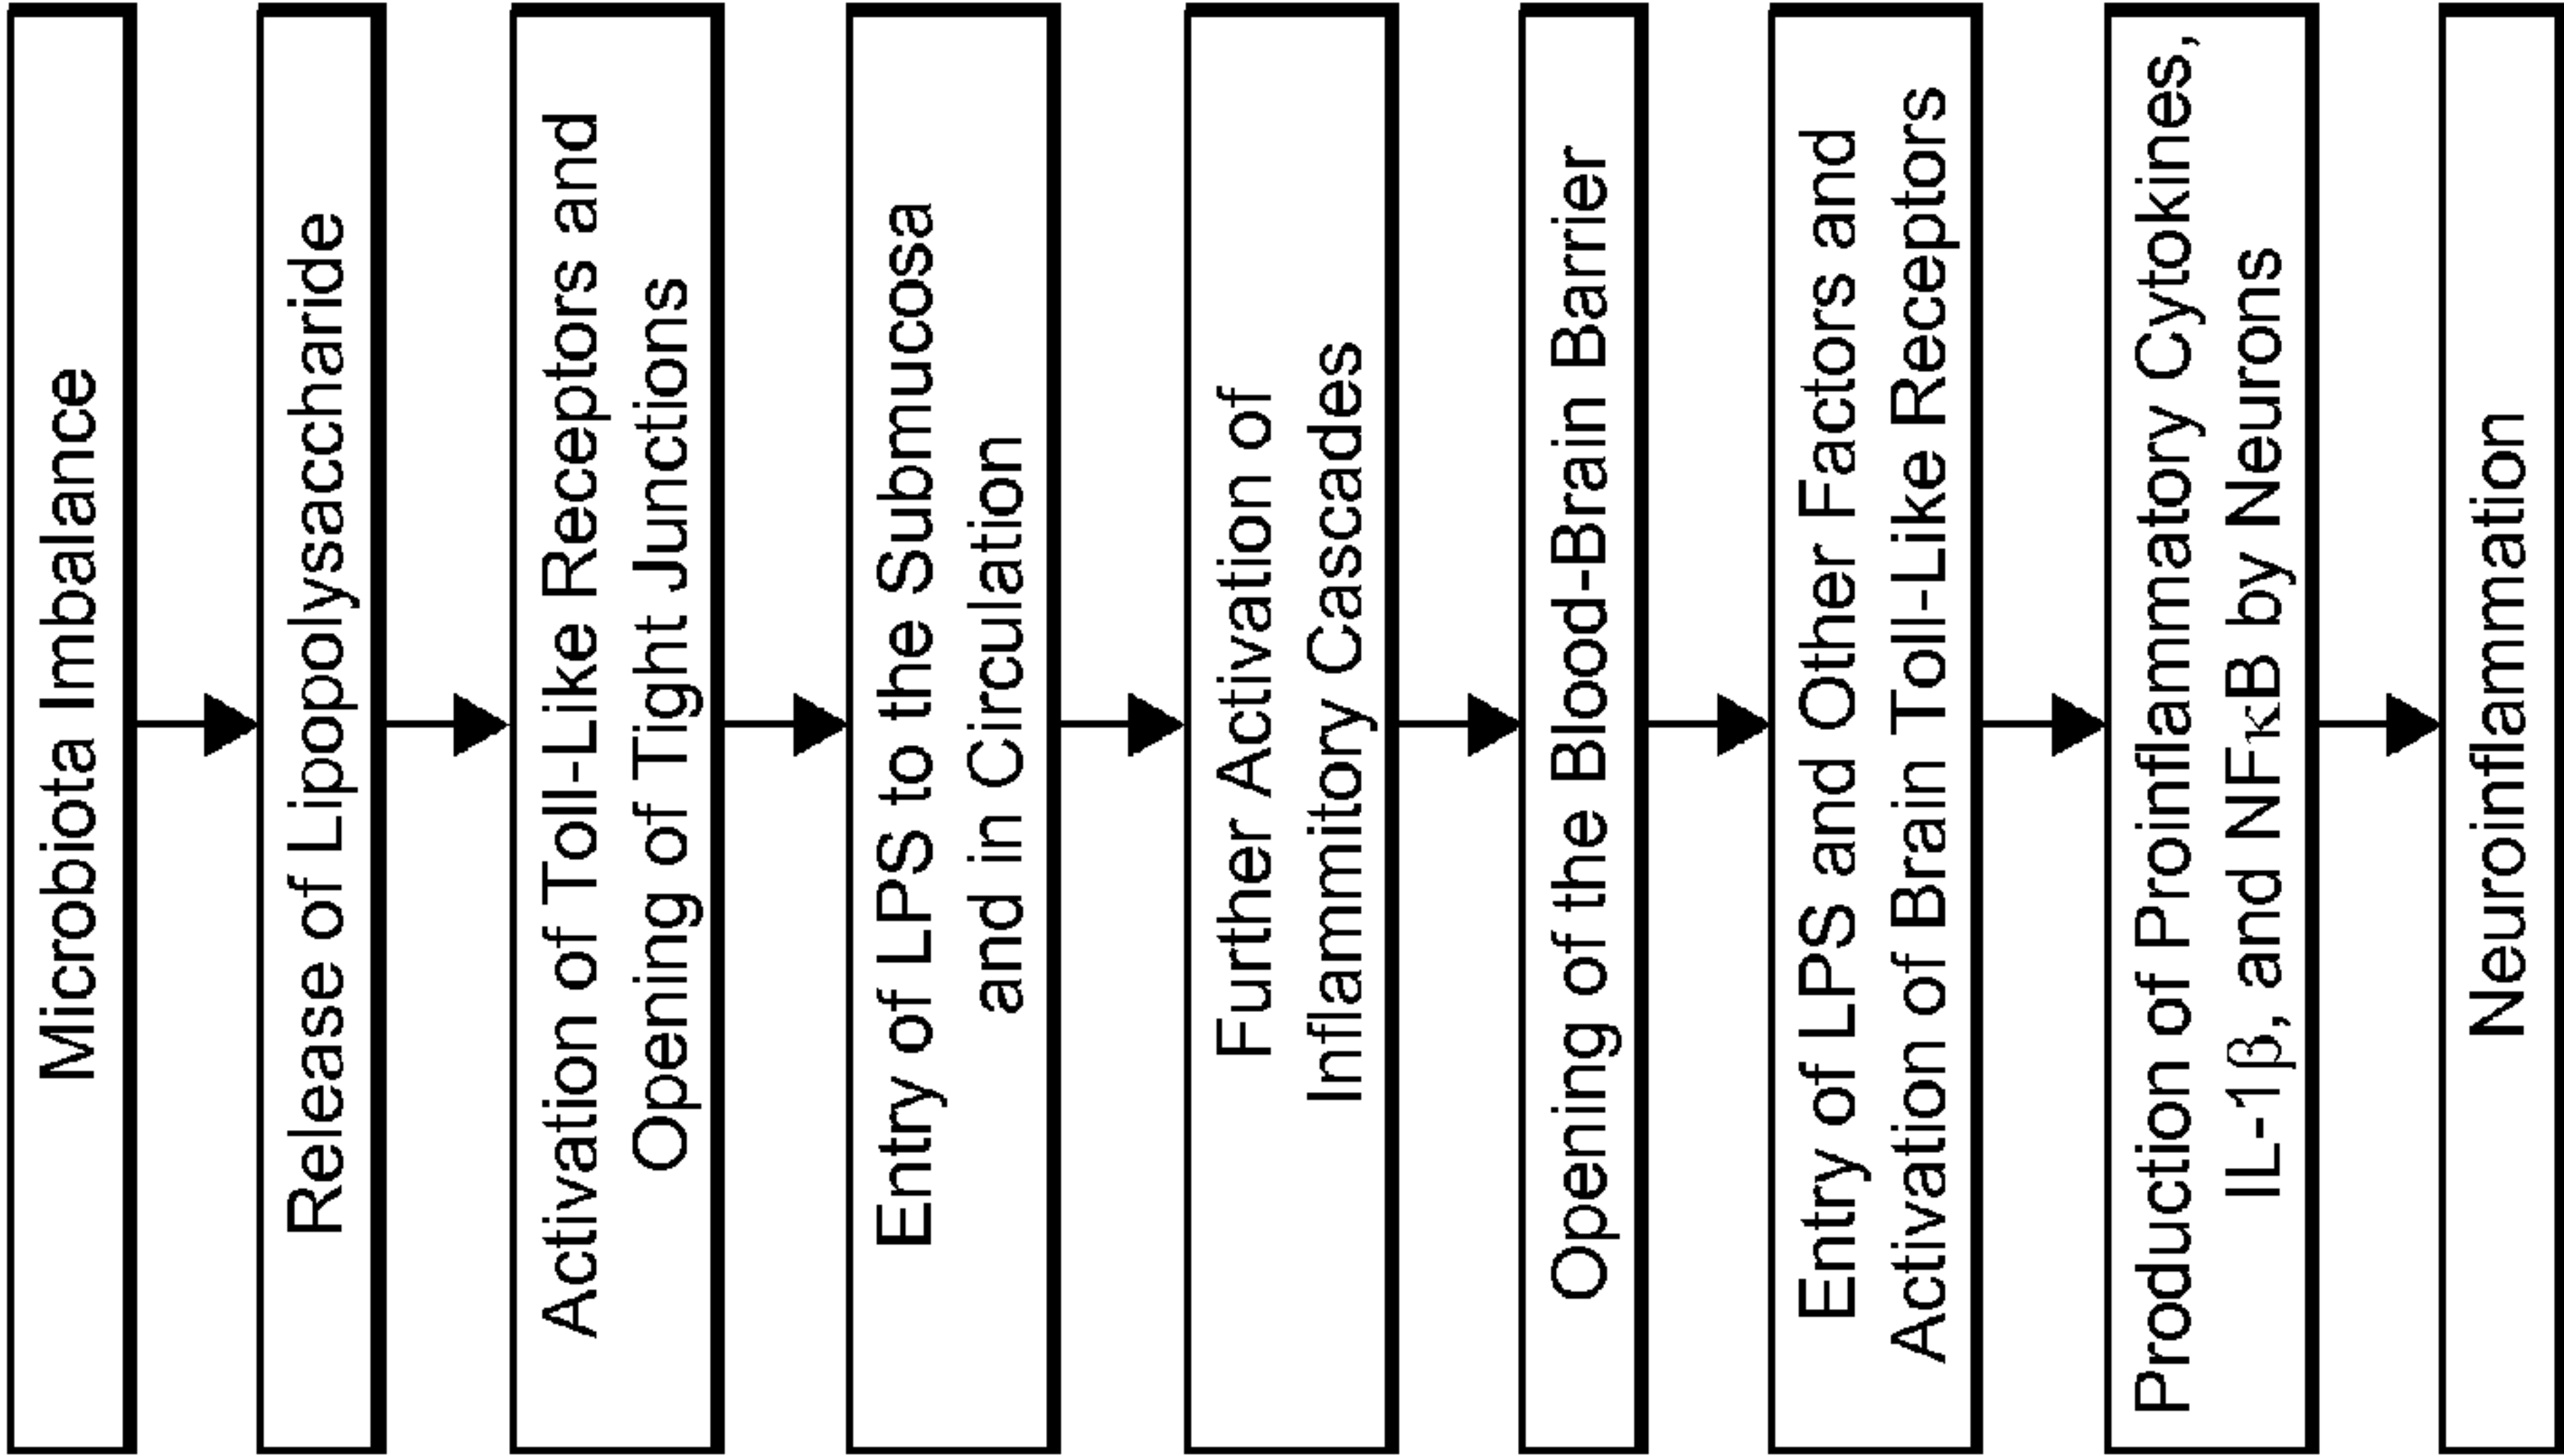 Microbiota Imbalance
Release of Lipopolysaccharide
Activation of Toll-Like Receptors and
Opening of Tight Junctions
Entry of LPS to the Submucosa
and in Circulation
Further Activation of
Inflammitory Cascades
Opening of the Blood-Brain Barrier
Entry of LPS and Other Factors and
Activation of Brain Toll-Like Receptors
Production of Proinflammatory Cytokines,
IL-1β, and NFκB by Neurons
Neuroinflammation